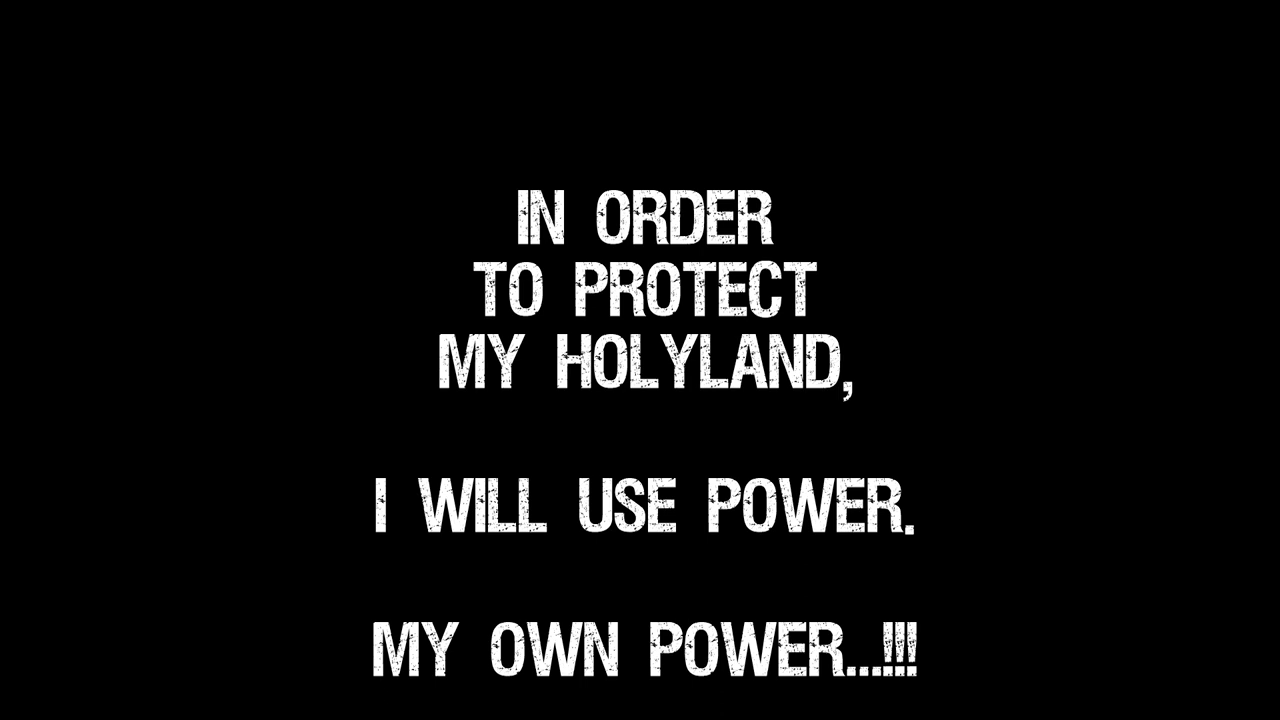 IN ORDER
TO PROTECT
MY HOLYLAND,
I WILL USE POWER.
MY OWN POWER...!!!